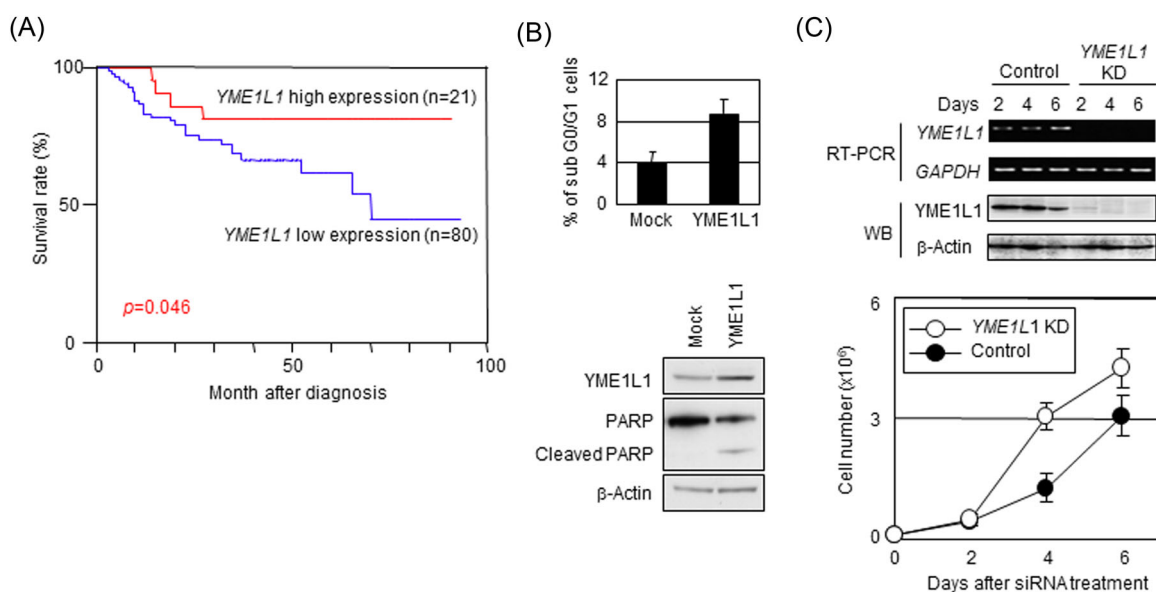 (A)
100
50
0
0
50
100
Survival rate (%)
Month after diagnosis
YME1L1 high expression (n=21)
YME1L1 low expression (n=80)
p=0.046
(B)
12
8
4
0
% of sub G0/G1 cells
Mock YME1L1
Mock YME1L1
YME1L1
PARP
Cleaved PARP
β-Actin
(C)
Control YME1L1 KD
Days 2 4 6 2 4 6
RT-PCR
YME1L1
GAPDH
WB
YME1L1
β-Actin
6
3
0
Cell number (x10⁶)
YME1L1 KD
Control
0 2 4 6
Days after siRNA treatment